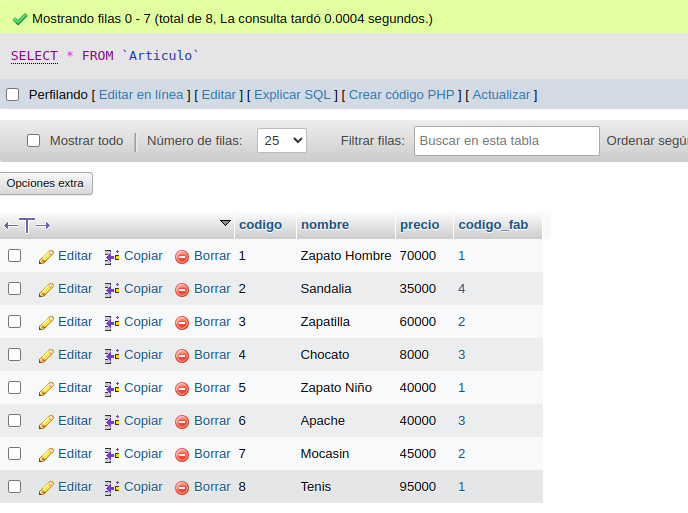 Mostrando filas 0 - 7 (total de 8, La consulta tardó 0.0004 segundos.)
SELECT * FROM `Articulo`
Perfilando [ Editar en línea ] [ Editar ] [ Explicar SQL ] [ Crear código PHP ] [ Actualizar ]
Mostrar todo Número de filas: 25 Filtrar filas: Buscar en esta tabla Ordenar según
Opciones extra
codigo nombre precio codigo_fab
Editar Copiar Borrar 1 Zapato Hombre 70000 1
Editar Copiar Borrar 2 Sandalia 35000 4
Editar Copiar Borrar 3 Zapatilla 60000 2
Editar Copiar Borrar 4 Chocato 8000 3
Editar Copiar Borrar 5 Zapato Niño 40000 1
Editar Copiar Borrar 6 Apache 40000 3
Editar Copiar Borrar 7 Mocasin 45000 2
Editar Copiar Borrar 8 Tenis 95000 1